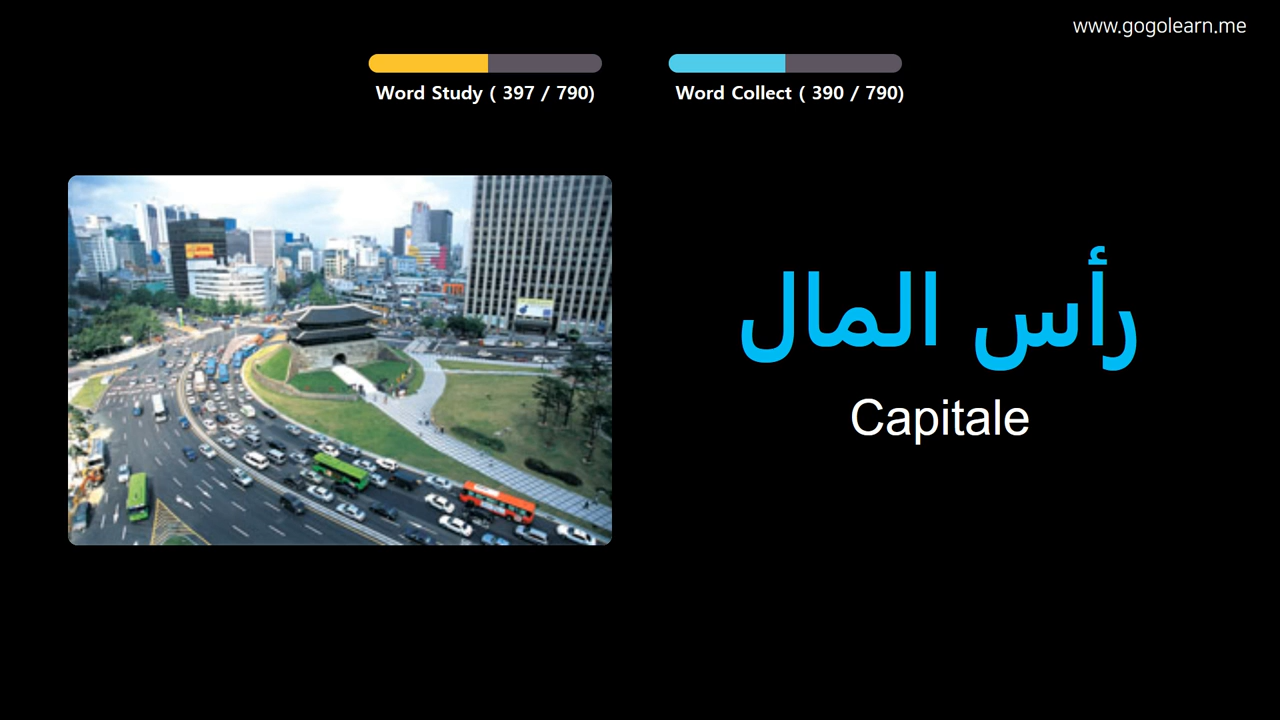 www.gogolearn.me
Word Study ( 397 / 790)
Word Collect ( 390 / 790)
رأس المال
Capitale